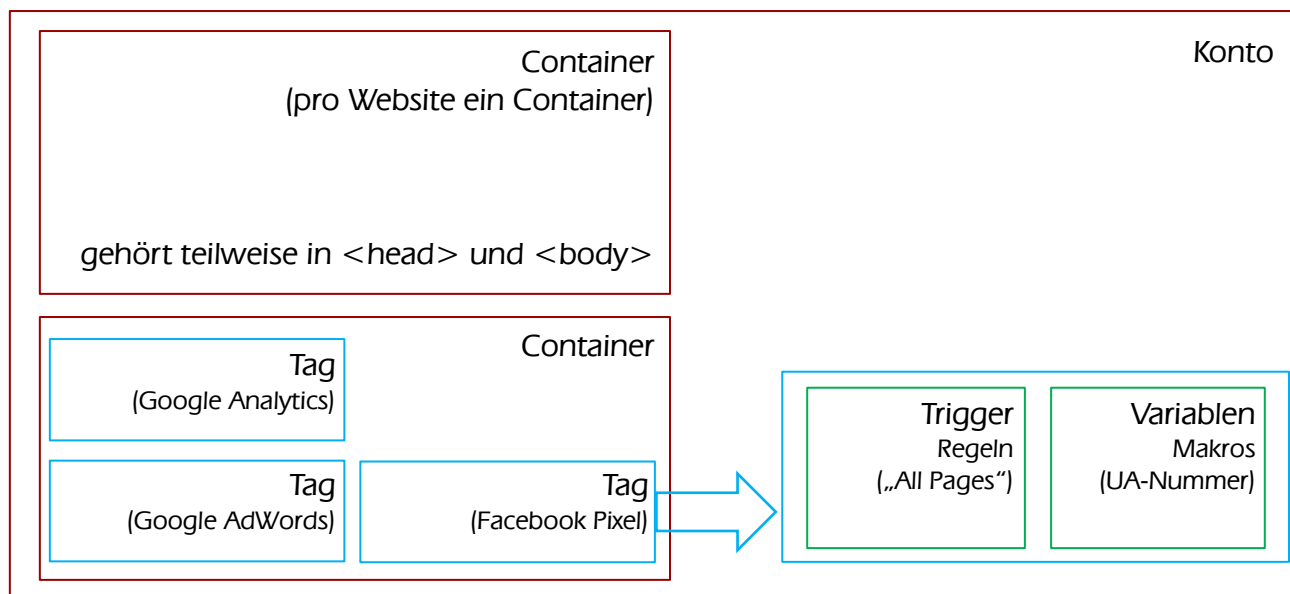 Konto
Container
(pro Website ein Container)
gehört teilweise in <head> und <body>
Container
Tag
(Google Analytics)
Tag
(Google AdWords)
Tag
(Facebook Pixel)
Trigger
Regeln
(„All Pages“)
Variablen
Makros
(UA-Nummer)